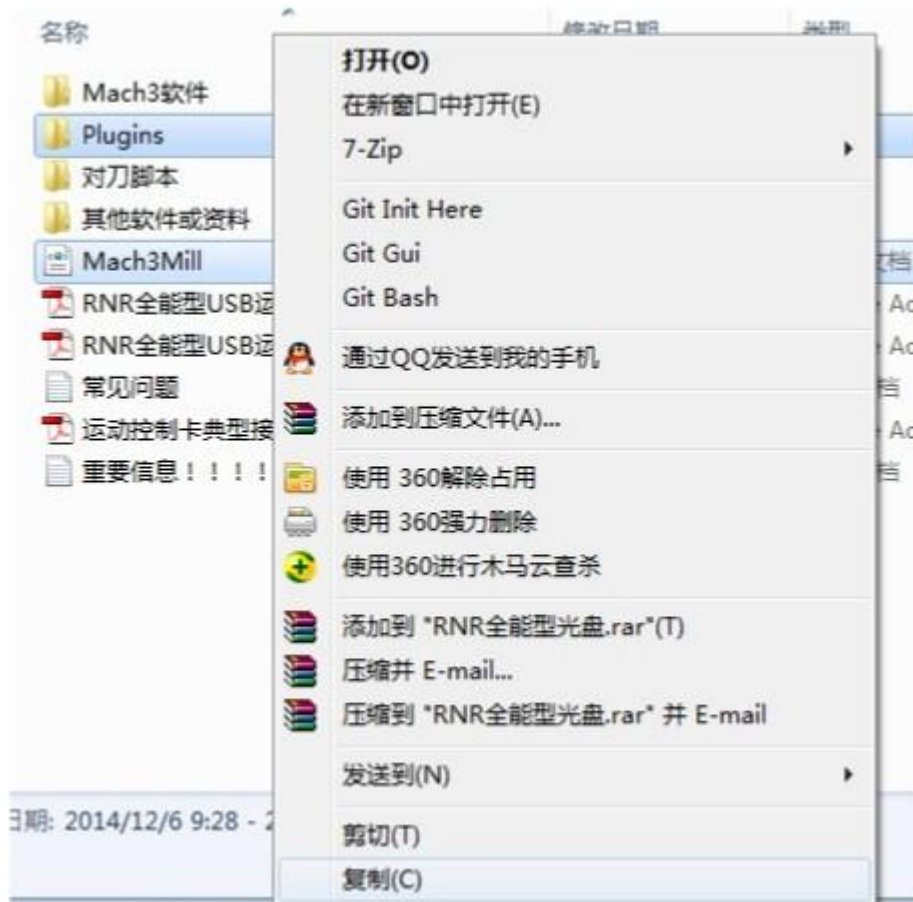 名称
修改日期
类型
Mach3软件
Plugins
对刀脚本
其他软件或资料
Mach3Mill
文档
RNR全能型USB运
Ac
RNR全能型USB运
Ac
常见问题
档
运动控制卡典型接
Ac
重要信息！！！！
档
日期: 2014/12/6 9:28 - 2
打开(O)
在新窗口中打开(E)
7-Zip
Git Init Here
Git Gui
Git Bash
通过QQ发送到我的手机
添加到压缩文件(A)...
使用 360解除占用
使用 360强力删除
使用360进行木马云查杀
添加到 "RNR全能型光盘.rar"(T)
压缩并 E-mail...
压缩到 "RNR全能型光盘.rar" 并 E-mail
发送到(N)
剪切(T)
复制(C)